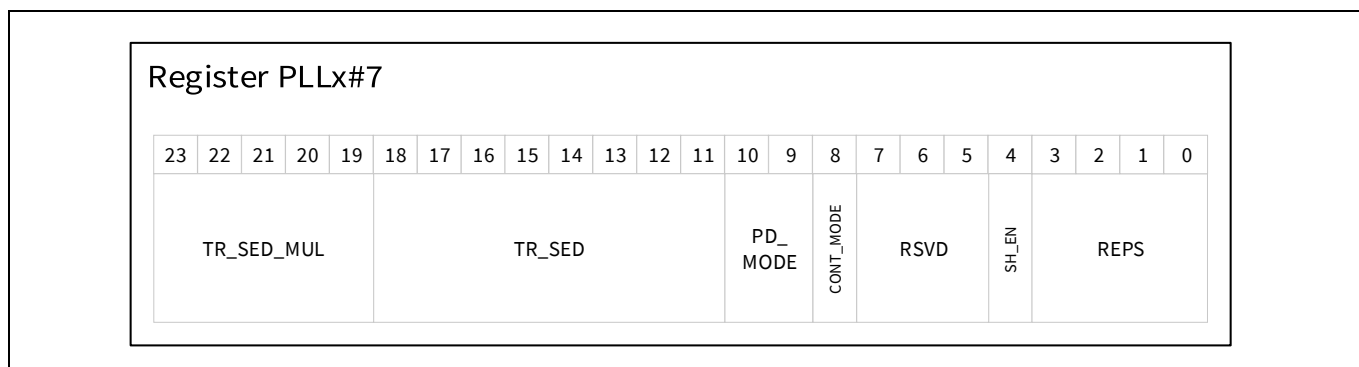 Register PLLx#7
23 22 21 20 19 18 17 16 15 14 13 12 11 10 9 8 7 6 5 4 3 2 1 0
TR_SED_MUL TR_SED PD_ CONT_MODE RSVD SH_EN REPS
MODE